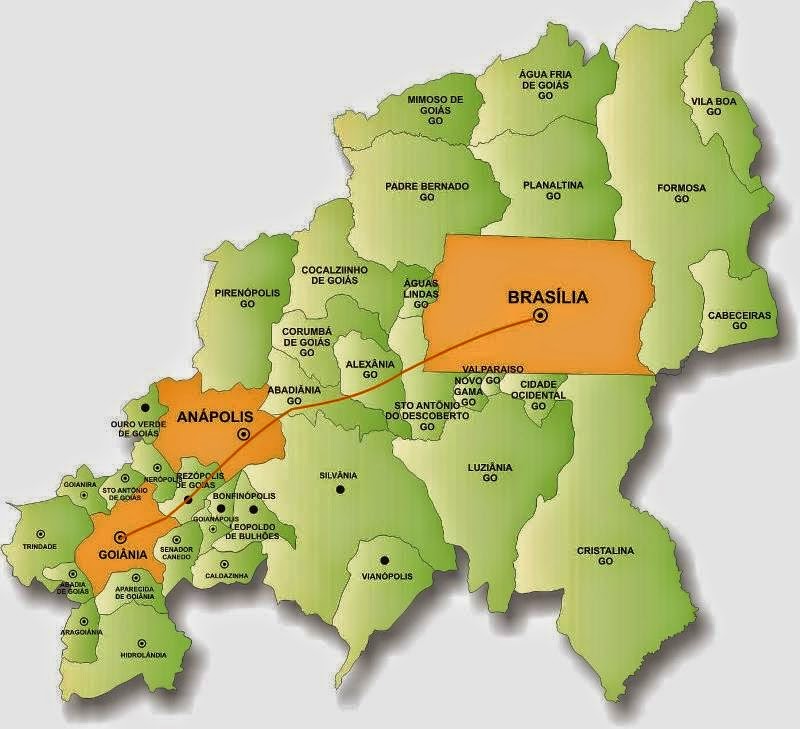 ÁGUA FRIA
DE GOIÁS
GO
MIMOSO DE
GOIÁS
GO
VILA BOA
GO
PADRE BERNADO
GO
PLANALTINA
GO
FORMOSA
GO
PIRENÓPOLIS
GO
COCALZIINHO
DE GOIÁS
ÁGUAS
LINDAS
GO
BRASÍLIA
CABECEIRAS
GO
CORUMBÁ
DE GOIÁS
GO
ALEXÂNIA
GO
ABADIÂNIA
GO
VALPARAISO
GO
NOVO
GAMA
GO
CIDADE
OCIDENTAL
GO
STO ANTÔNIO
DO DESCOBERTO
GO
ANÁPOLIS
OURO VERDE
DE GOIÁS
LUZIÂNIA
GO
SILVÂNIA
GOIANIRA
STO ANTÔNIO
DE GOIÁS
NERÓPOLIS
REZÓPOLIS
DE GOIÁS
BONFINÓPOLIS
GOIANÁPOLIS
LEOPOLDO
DE BULHÕES
TRINDADE
GOIÂNIA
SENADOR
CANEDO
CALDAZINHA
VIANÓPOLIS
CRISTALINA
GO
ABADIA
DE GOIÁS
APARECIDA
DE GOIÂNIA
ARAGOIÂNIA
HIDROLÂNDIA